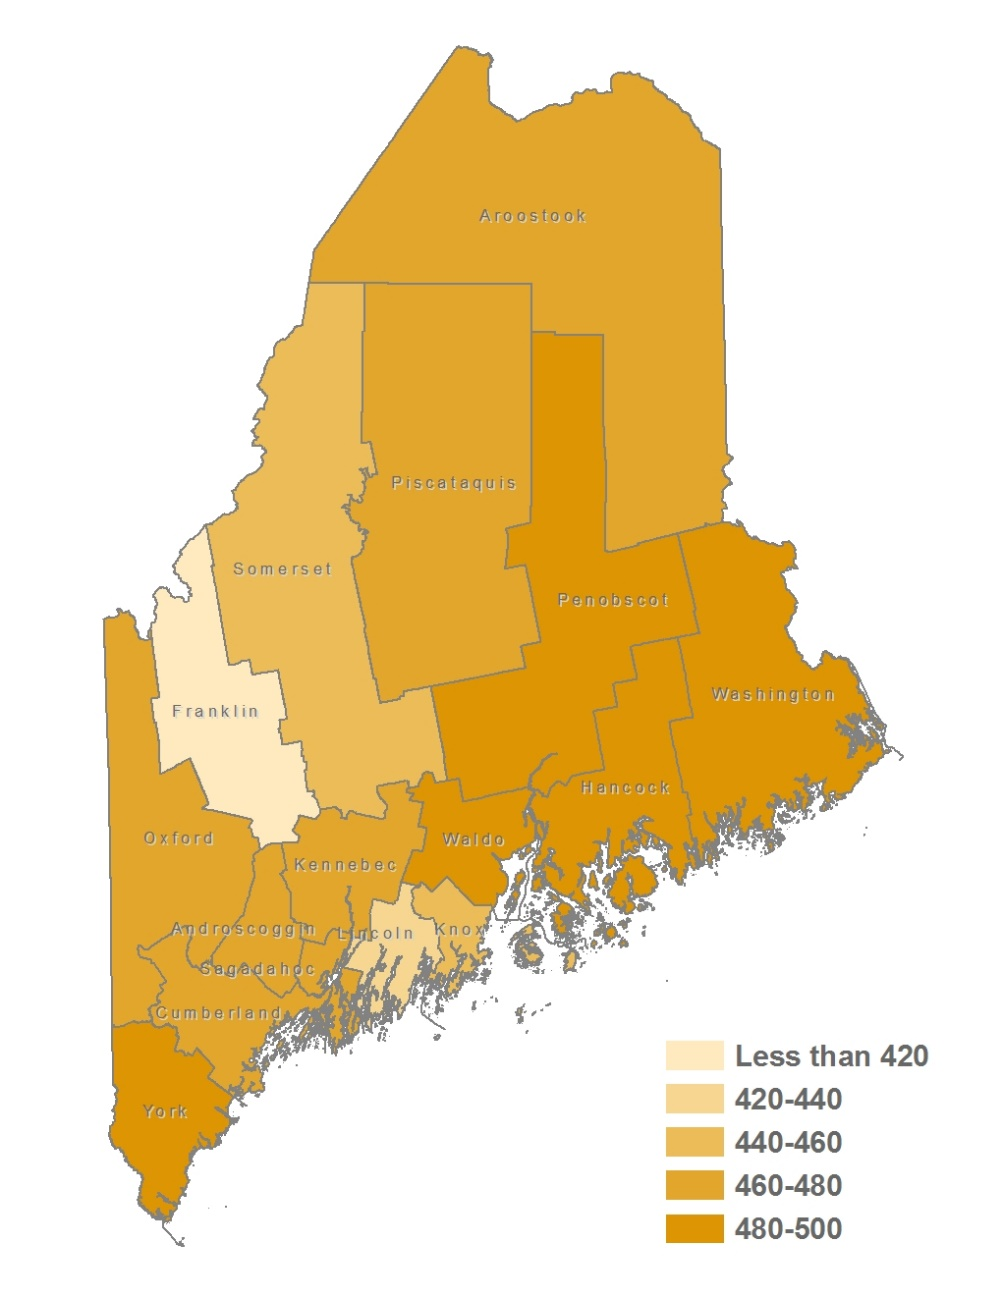 Aroostook
Piscataquis
Somerset
Penobscot
Washington
Franklin
Hancock
Oxford
Waldo
Kennebec
Androscoggin
Lincoln
Knox
Sagadahoc
Cumberland
York
Less than 420
420-440
440-460
460-480
480-500